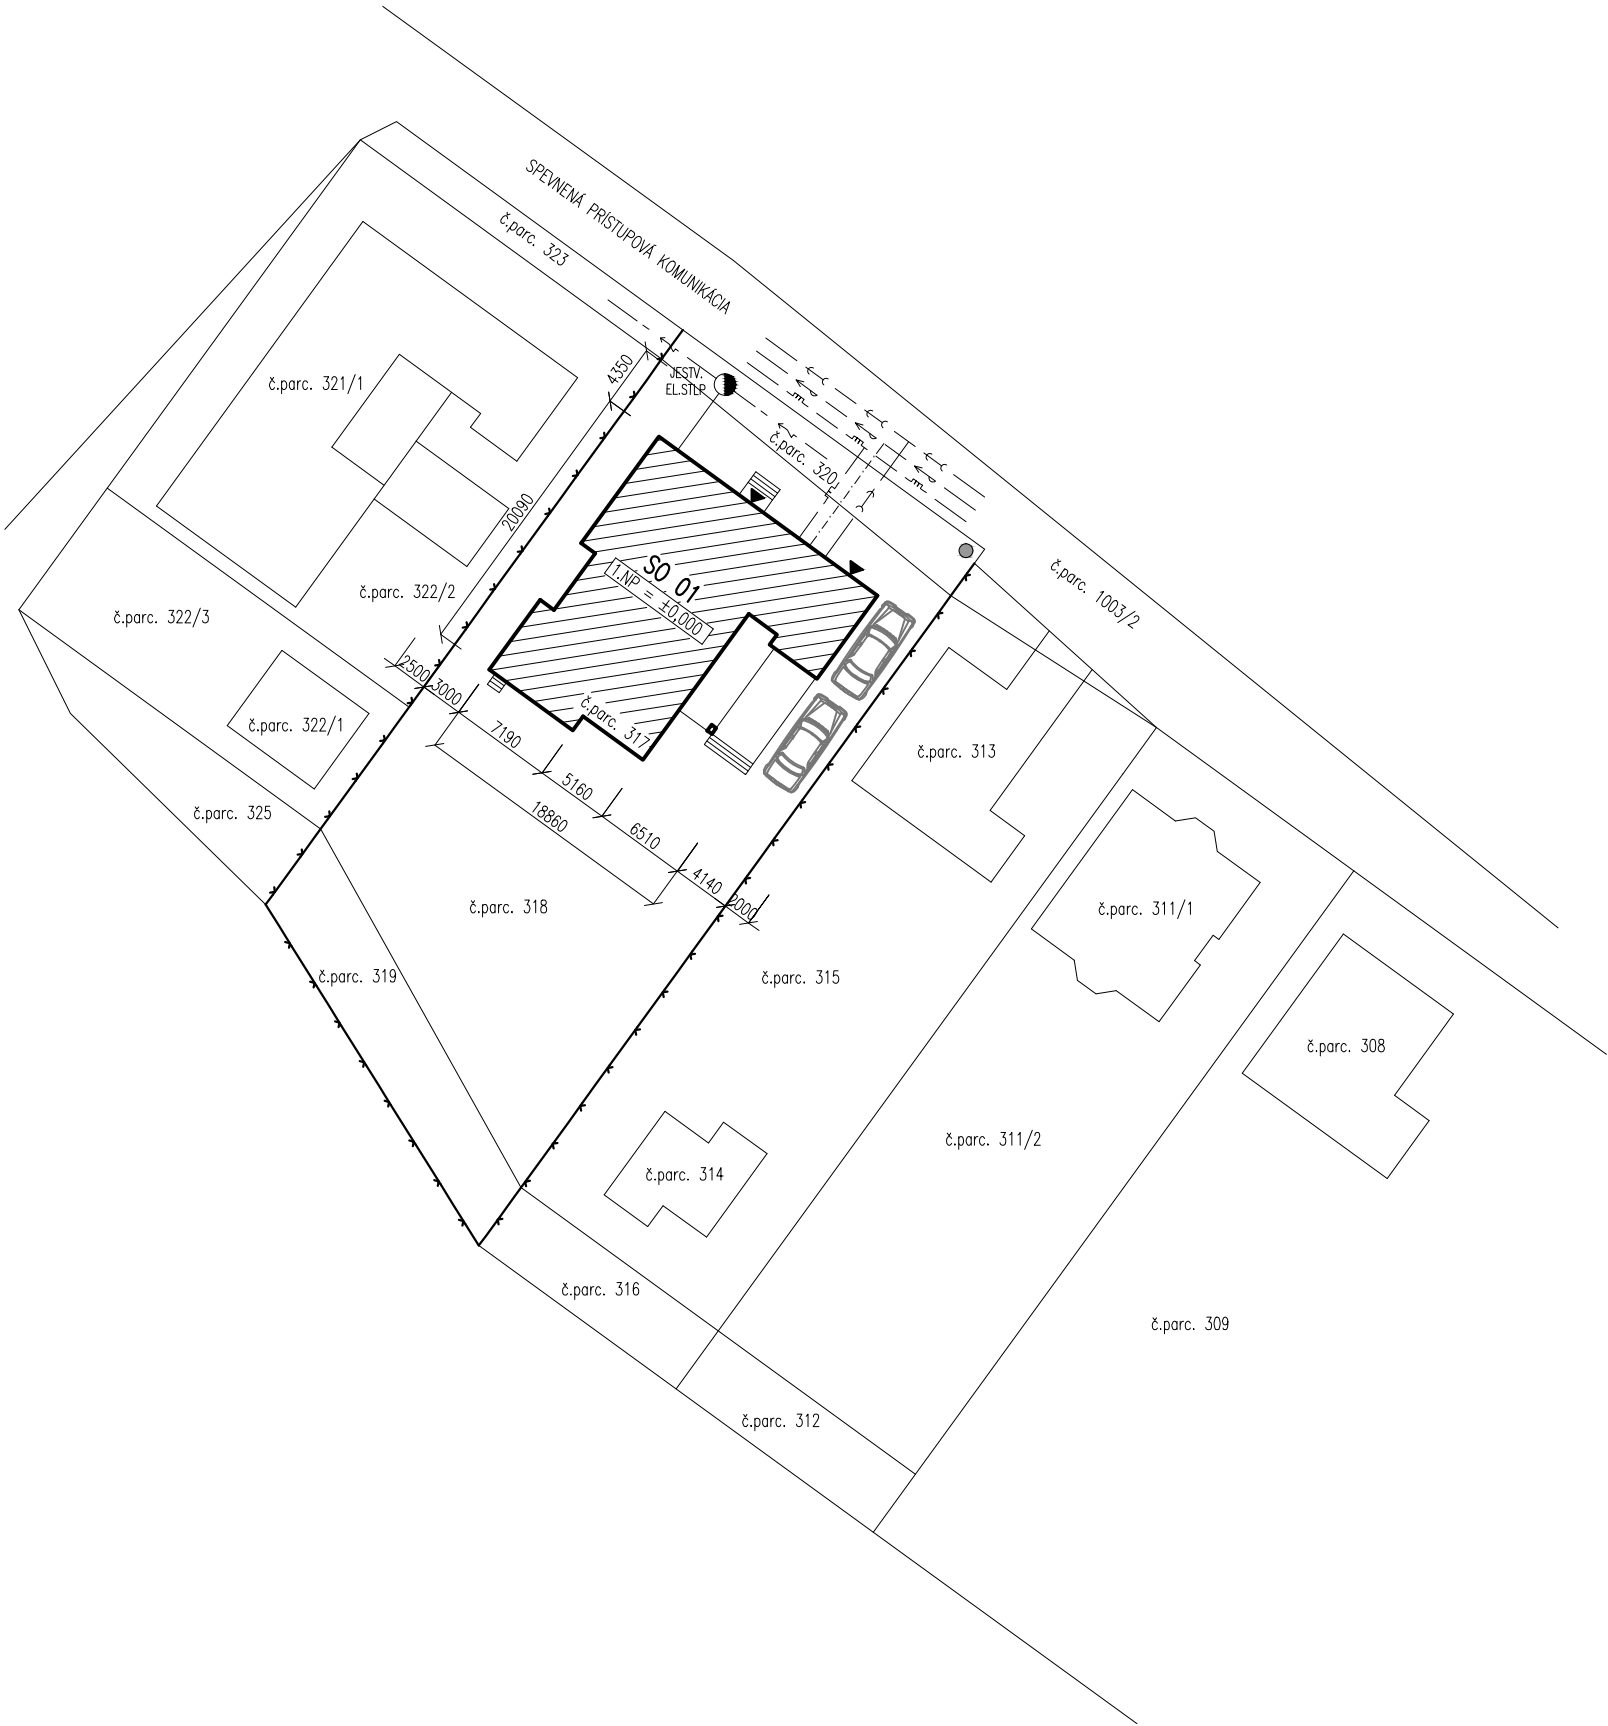 SPEVNENÁ PRÍSTUPOVÁ KOMUNIKÁCIA
č.parc. 323
č.parc. 321/1
4350
JESTV.
EL.STĹP
č.parc. 320
20090
č.parc. 1003/2
SO 01
1.NP = ±0,000
č.parc. 322/2
č.parc. 322/3
2500
3000
č.parc. 317
č.parc. 322/1
7190
5160
18860
6510
4140
2000
č.parc. 313
č.parc. 325
č.parc. 318
č.parc. 311/1
č.parc. 319
č.parc. 315
č.parc. 308
č.parc. 311/2
č.parc. 314
č.parc. 316
č.parc. 309
č.parc. 312